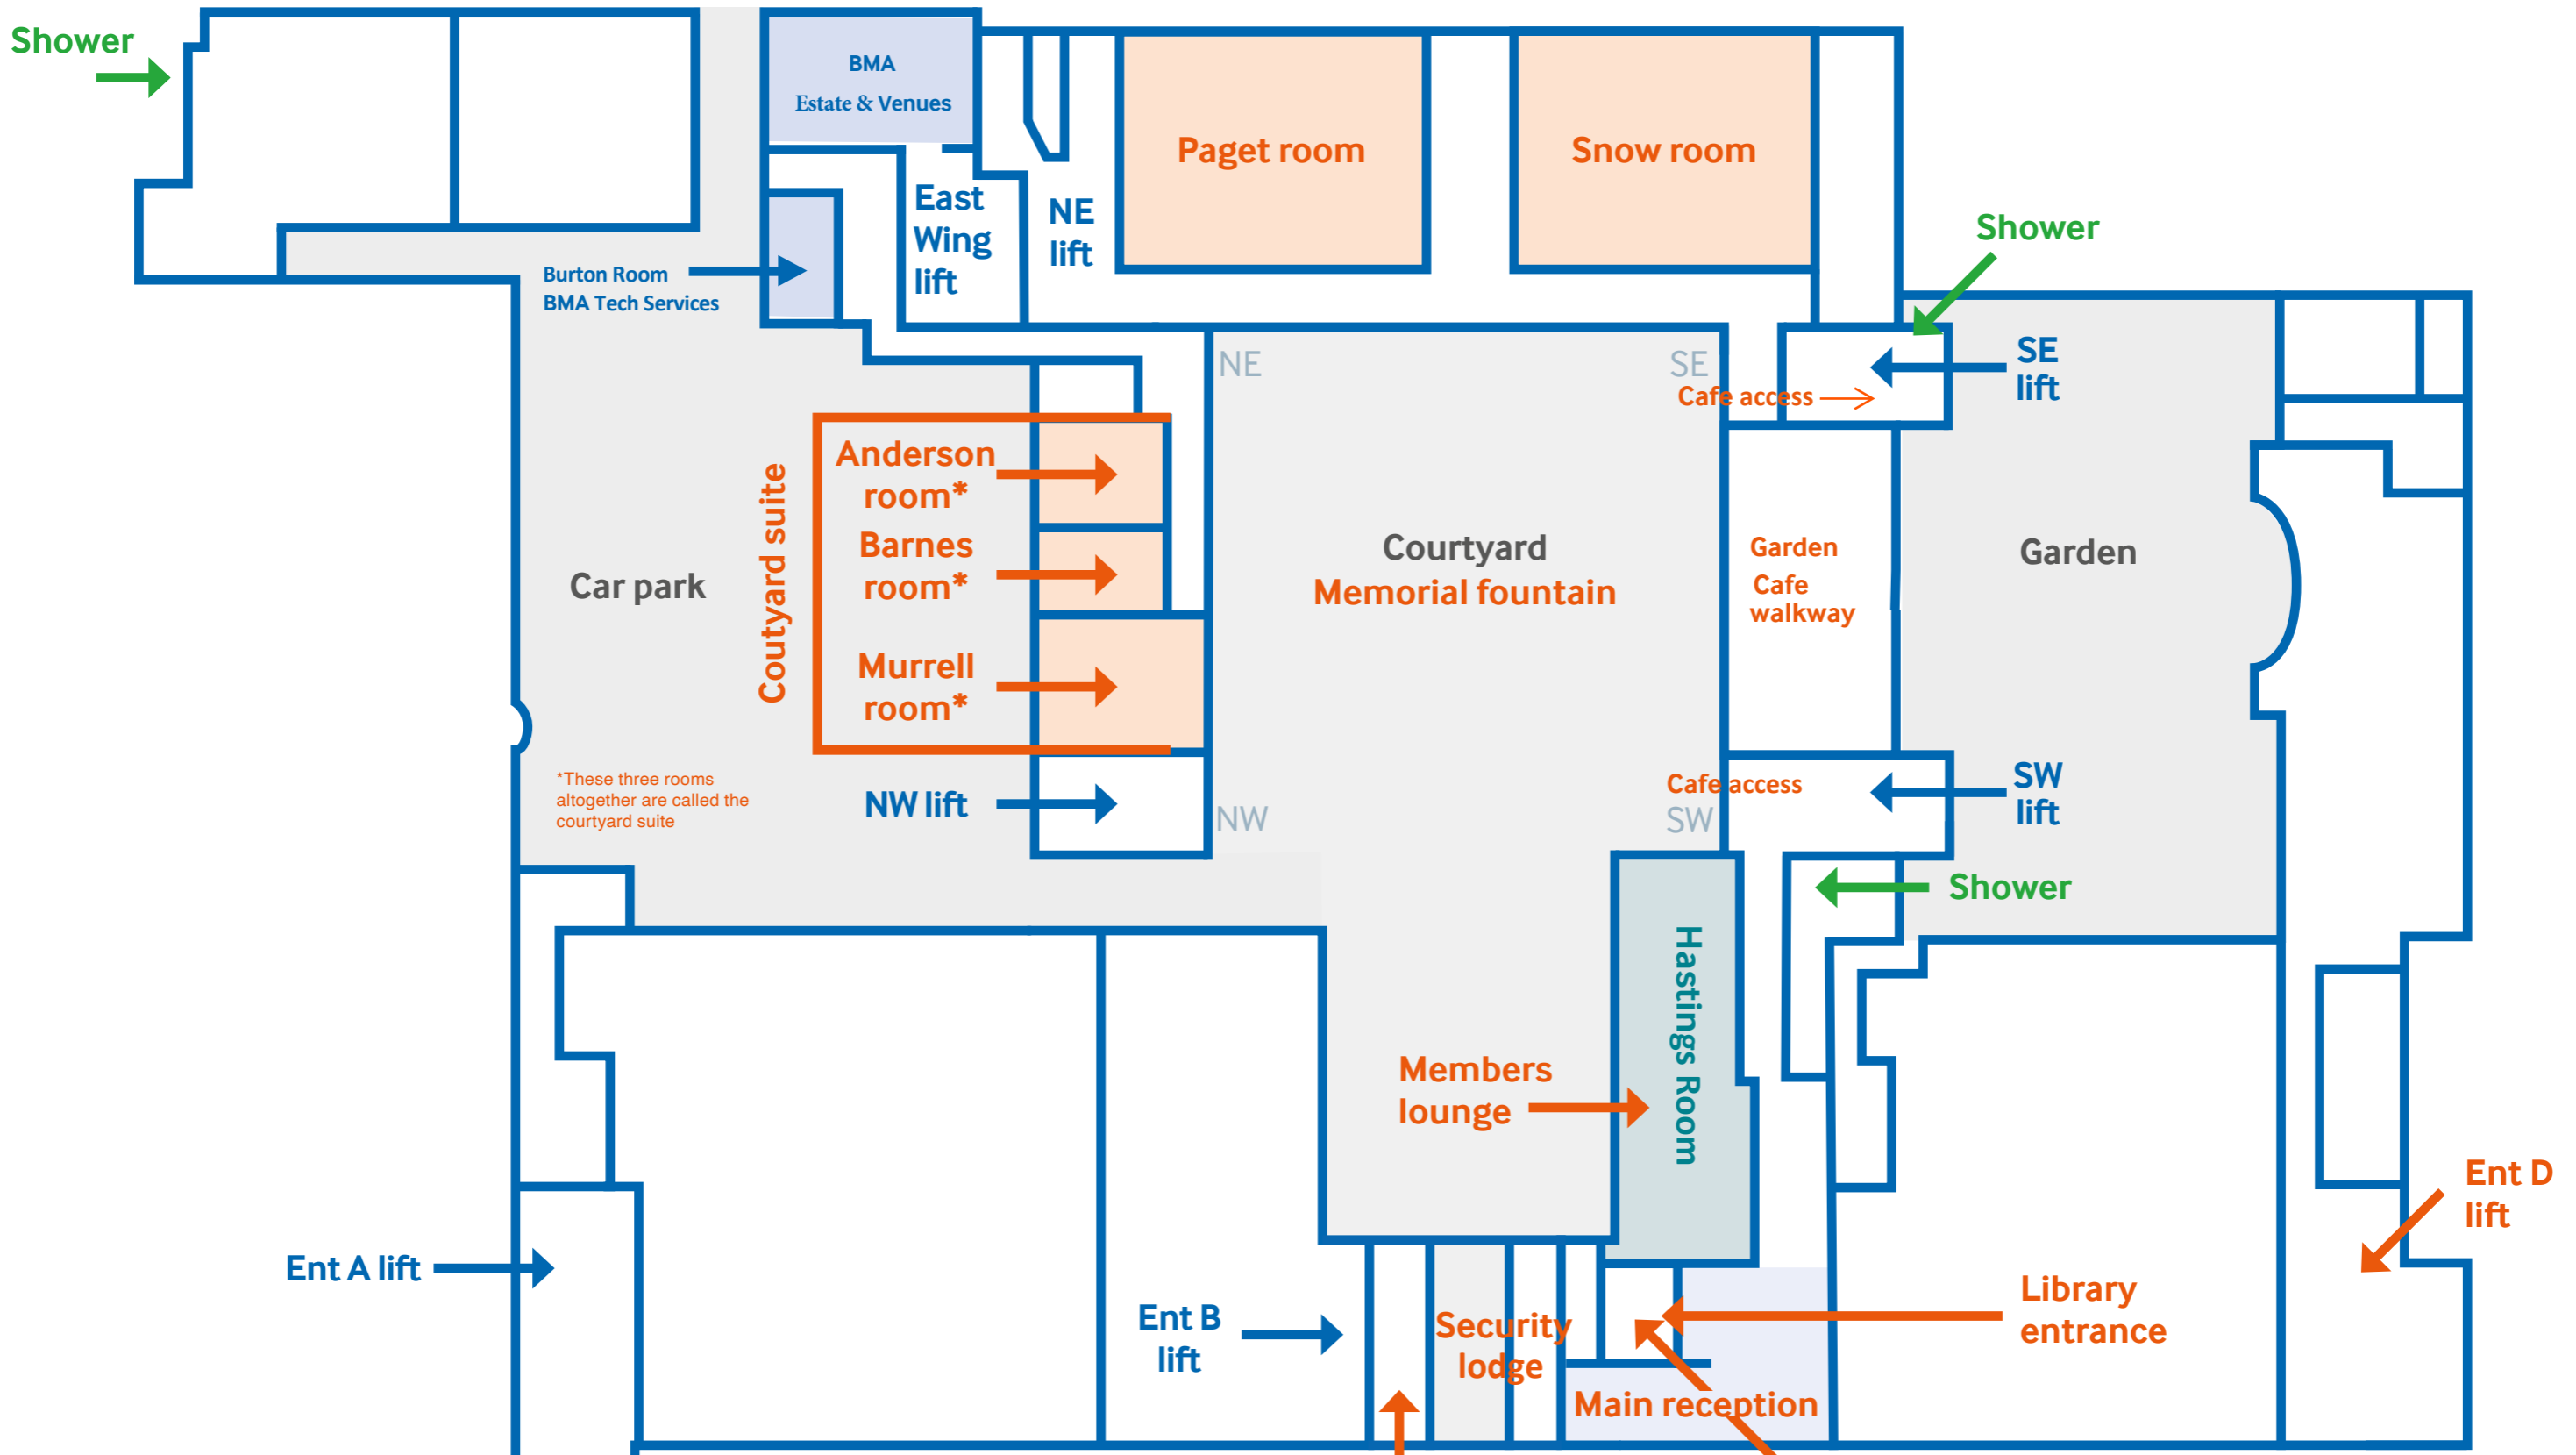 Shower
BMA
Estate & Venues
Paget room
Snow room
East
Wing
lift
NE
lift
Shower
Burton Room
BMA Tech Services
NE
SE
SE
lift
Cafe access
Coutyard suite
Anderson
room*
Barnes
room*
Murrell
room*
Car park
Courtyard
Memorial fountain
Garden
Cafe
walkway
Garden
*These three rooms
altogether are called the
courtyard suite
NW lift
NW
Cafe access
SW
SW
lift
Shower
Hastings Room
Members
lounge
Ent D
lift
Ent A lift
Ent B
lift
Security
lodge
Library
entrance
Main reception